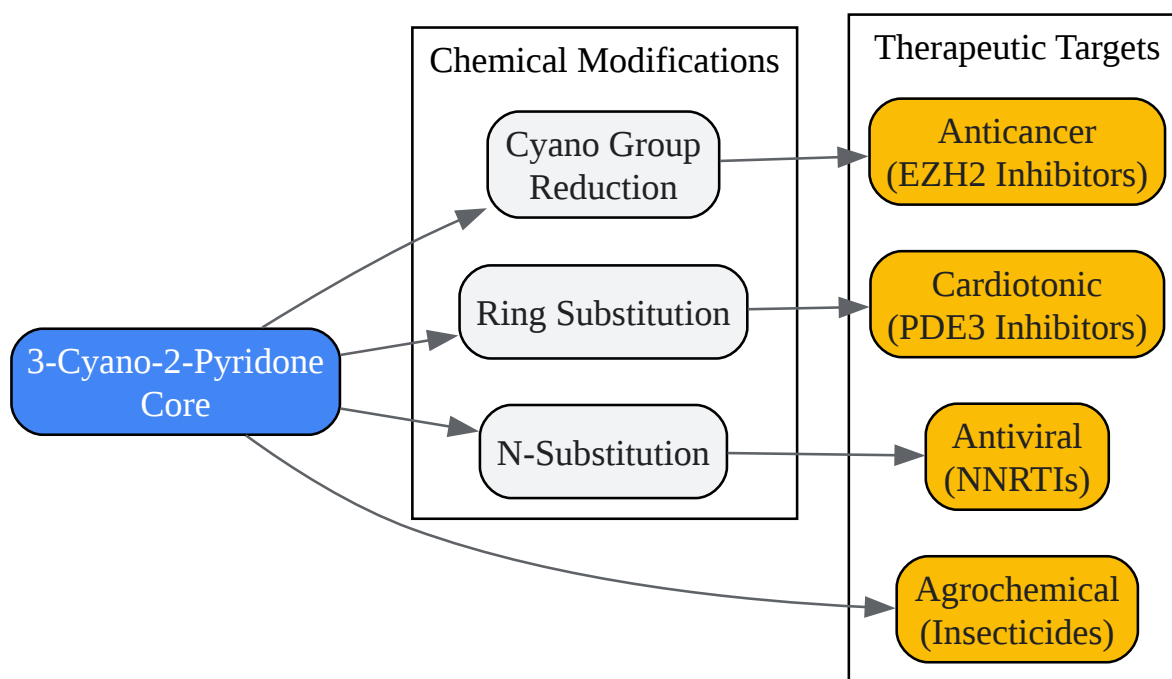 3-Cyano-2-Pyridone
Core
Chemical Modifications
Cyano Group
Reduction
Ring Substitution
N-Substitution
Therapeutic Targets
Anticancer
(EZH2 Inhibitors)
Cardiotonic
(PDE3 Inhibitors)
Antiviral
(NNRTIs)
Agrochemical
(Insecticides)